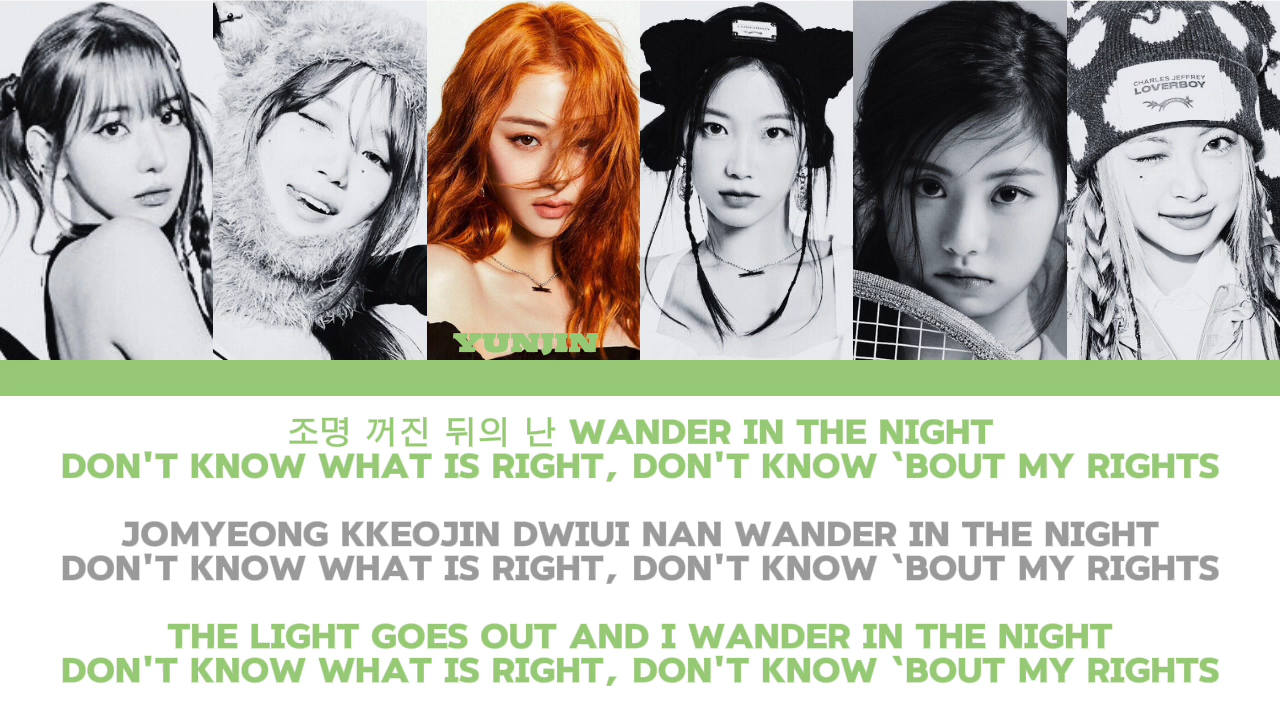 CHARLES JEFFREY
LOVERBOY
YUNJIN
조명 꺼진 뒤의 난 WANDER IN THE NIGHT
DON'T KNOW WHAT IS RIGHT, DON'T KNOW `BOUT MY RIGHTS
JOMYEONG KKEOJIN DWIUI NAN WANDER IN THE NIGHT
DON'T KNOW WHAT IS RIGHT, DON'T KNOW `BOUT MY RIGHTS
THE LIGHT GOES OUT AND I WANDER IN THE NIGHT
DON'T KNOW WHAT IS RIGHT, DON'T KNOW `BOUT MY RIGHTS